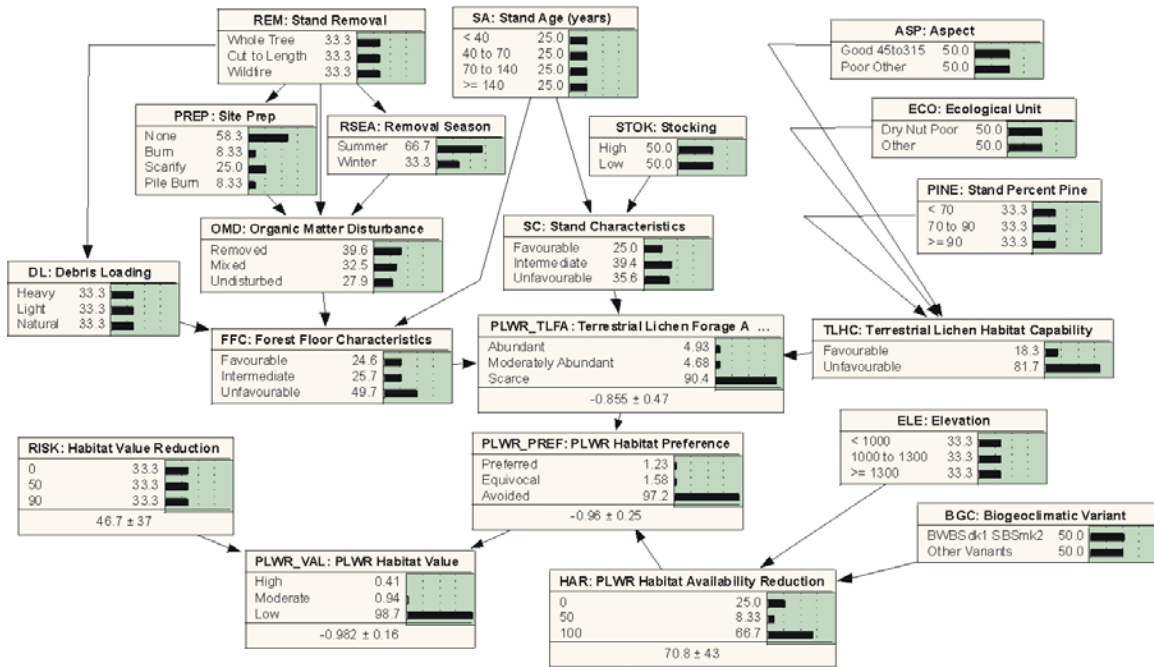 REM: Stand Removal
Whole Tree 33.3
Cut to Length 33.3
Wildfire 33.3
SA: Stand Age (years)
< 40 25.0
40 to 70 25.0
70 to 140 25.0
>= 140 25.0
ASP: Aspect
Good 45to315 50.0
Poor Other 50.0
PREP: Site Prep
None 58.3
Burn 8.33
Scarify 25.0
Pile Burn 8.33
RSEA: Removal Season
Summer 66.7
Winter 33.3
STOK: Stocking
High 50.0
Low 50.0
ECO: Ecological Unit
Dry Nut Poor 50.0
Other 50.0
PINE: Stand Percent Pine
< 70 33.3
70 to 90 33.3
>= 90 33.3
OMD: Organic Matter Disturbance
Removed 39.6
Mixed 32.5
Undisturbed 27.9
SC: Stand Characteristics
Favourable 25.0
Intermediate 39.4
Unfavourable 35.6
DL: Debris Loading
Heavy 33.3
Light 33.3
Natural 33.3
FFC: Forest Floor Characteristics
Favourable 24.6
Intermediate 25.7
Unfavourable 49.7
PLWR_TLFA: Terrestrial Lichen Forage A ...
Abundant 4.93
Moderately Abundant 4.68
Scarce 90.4
-0.855 ± 0.47
TLHC: Terrestrial Lichen Habitat Capability
Favourable 18.3
Unfavourable 81.7
RISK: Habitat Value Reduction
0 33.3
50 33.3
90 33.3
46.7 ± 37
PLWR_PREF: PLWR Habitat Preference
Preferred 1.23
Equivocal 1.58
Avoided 97.2
-0.96 ± 0.25
ELE: Elevation
< 1000 33.3
1000 to 1300 33.3
>= 1300 33.3
BGC: Biogeoclimatic Variant
BWBSdk1 SBSmk2 50.0
Other Variants 50.0
PLWR_VAL: PLWR Habitat Value
High 0.41
Moderate 0.94
Low 98.7
-0.982 ± 0.16
HAR: PLWR Habitat Availability Reduction
0 25.0
50 8.33
100 66.7
70.8 ± 43